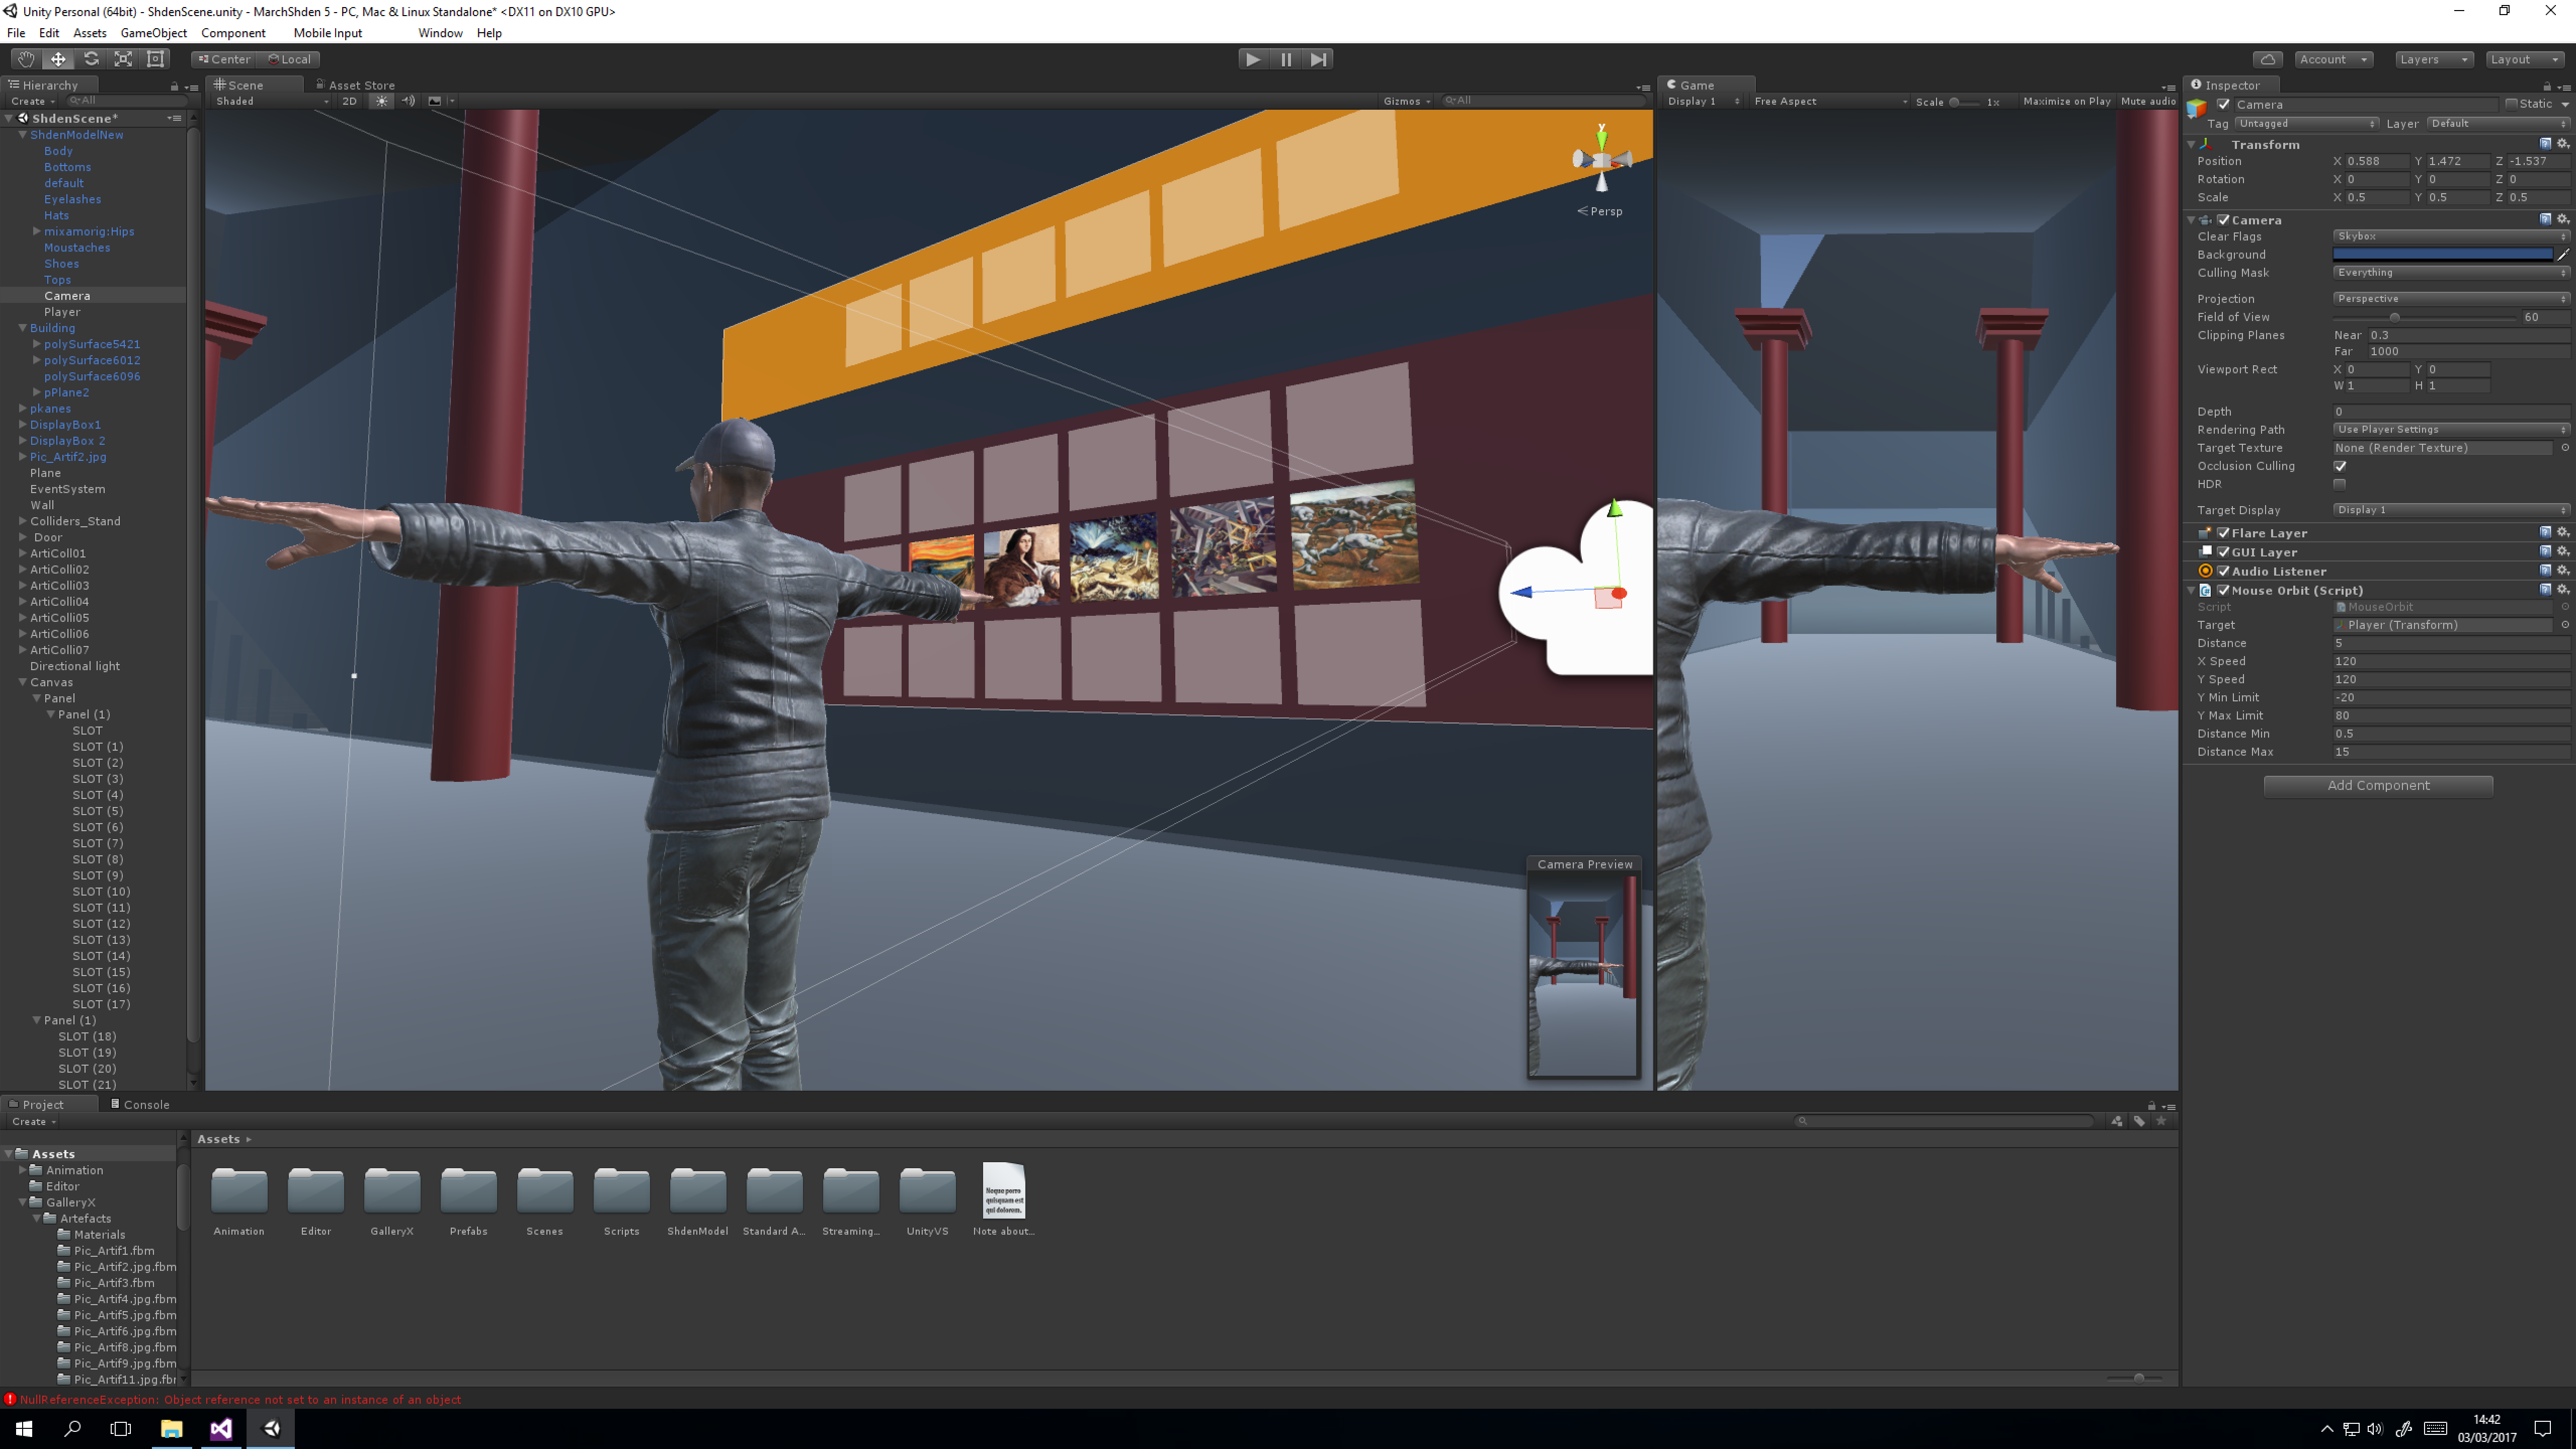 Unity Personal (64bit) - ShdenScene.unity - MarchShden 5 - PC, Mac & Linux Standalone* <DX11 on DX10 GPU>
File Edit Assets GameObject Component Mobile Input Window Help
Center Local Account Layers Layout
Hierarchy
Create All
ShdenScene*
ShdenModelNew
Body
Bottoms
default
Eyelashes
Hats
mixamorig:Hips
Moustaches
Shoes
Tops
Camera
Player
Building
polySurface5421
polySurface6012
polySurface6096
pPlane2
pkanes
DisplayBox1
DisplayBox 2
Pic_Artif2.jpg
Plane
EventSystem
Wall
Colliders_Stand
Door
ArtiColl01
ArtiColli02
ArtiColli03
ArtiColli04
ArtiColli05
ArtiColli06
ArtiColli07
Directional light
Canvas
Panel
Panel (1)
SLOT
SLOT (1)
SLOT (2)
SLOT (3)
SLOT (4)
SLOT (5)
SLOT (6)
SLOT (7)
SLOT (8)
SLOT (9)
SLOT (10)
SLOT (11)
SLOT (12)
SLOT (13)
SLOT (14)
SLOT (15)
SLOT (16)
SLOT (17)
Panel (1)
SLOT (18)
SLOT (19)
SLOT (20)
SLOT (21)
Scene Asset Store
Shaded 2D Gizmos All
y
Persp
Camera Preview
Game
Display 1 Free Aspect Scale 1x Maximize on Play Mute audio
Inspector
Camera Static
Tag Untagged Layer Default
Transform
Position X 0.588 Y 1.472 Z -1.537
Rotation X 0 Y 0 Z 0
Scale X 0.5 Y 0.5 Z 0.5
Camera
Clear Flags Skybox
Background
Culling Mask Everything
Projection Perspective
Field of View 60
Clipping Planes Near 0.3
Far 1000
Viewport Rect X 0 Y 0
W 1 H 1
Depth 0
Rendering Path Use Player Settings
Target Texture None (Render Texture)
Occlusion Culling
HDR
Target Display Display 1
Flare Layer
GUI Layer
Audio Listener
Mouse Orbit (Script)
Script MouseOrbit
Target Player (Transform)
Distance 5
X Speed 120
Y Speed 120
Y Min Limit -20
Y Max Limit 80
Distance Min 0.5
Distance Max 15
Add Component
Project Console
Create
Assets
Animation
Editor
GalleryX
Artefacts
Materials
Pic_Artif1.fbm
Pic_Artif2.jpg.fbm
Pic_Artif3.fbm
Pic_Artif4.jpg.fbm
Pic_Artif5.jpg.fbm
Pic_Artif6.jpg.fbm
Pic_Artif8.jpg.fbm
Pic_Artif9.jpg.fbm
Pic_Artif11.jpg.fbr
Assets
Neque porro
quisquam est
qui dolorem.
Animation Editor GalleryX Prefabs Scenes Scripts ShdenModel Standard A... Streaming... UnityVS Note about...
NullReferenceException: Object reference not set to an instance of an object
14:42
03/03/2017